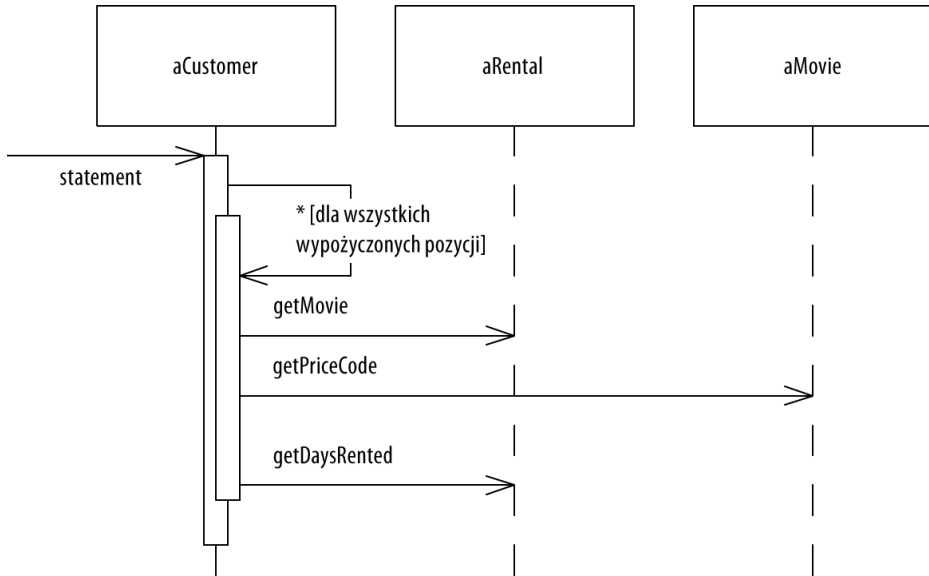 aCustomer
aRental
aMovie
statement
* [dla wszystkich
wypożyczonych pozycji]
getMovie
getPriceCode
getDaysRented